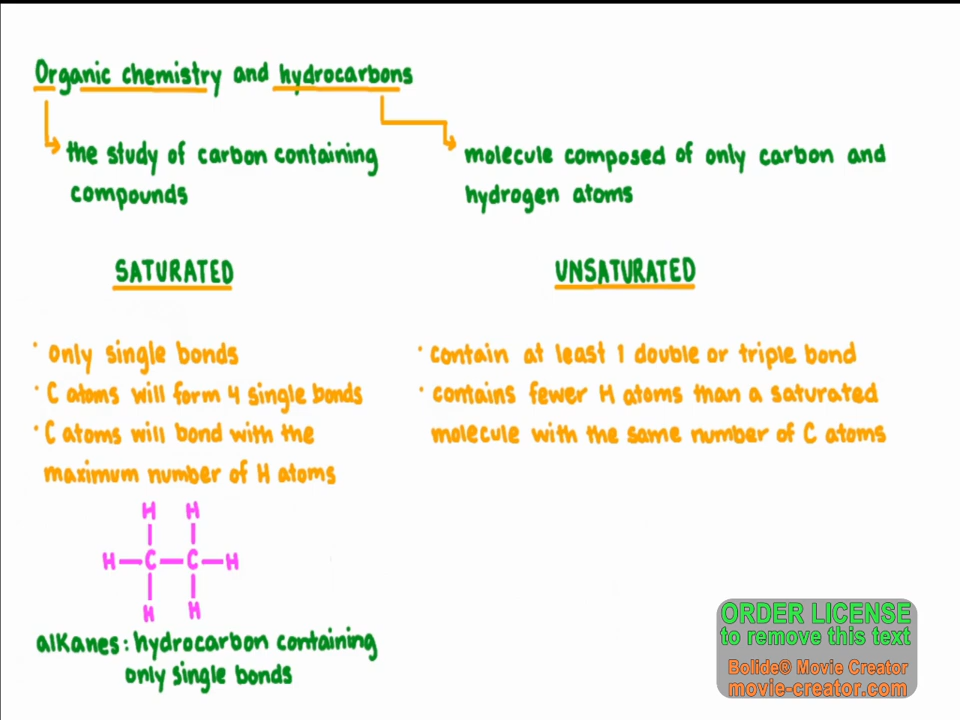 Organic chemistry and hydrocarbons
the study of carbon containing
compounds
molecule composed of only carbon and
hydrogen atoms
SATURATED
UNSATURATED
· only single bonds
· C atoms will form 4 single bonds
· C atoms will bond with the
maximum number of H atoms
· contain at least 1 double or triple bond
· contains fewer H atoms than a saturated
molecule with the same number of C atoms
H H
H—C—C—H
H H
alkanes: hydrocarbon containing
only single bonds
ORDER LICENSE
to remove this text
Bolide® Movie Creator
movie-creator.com